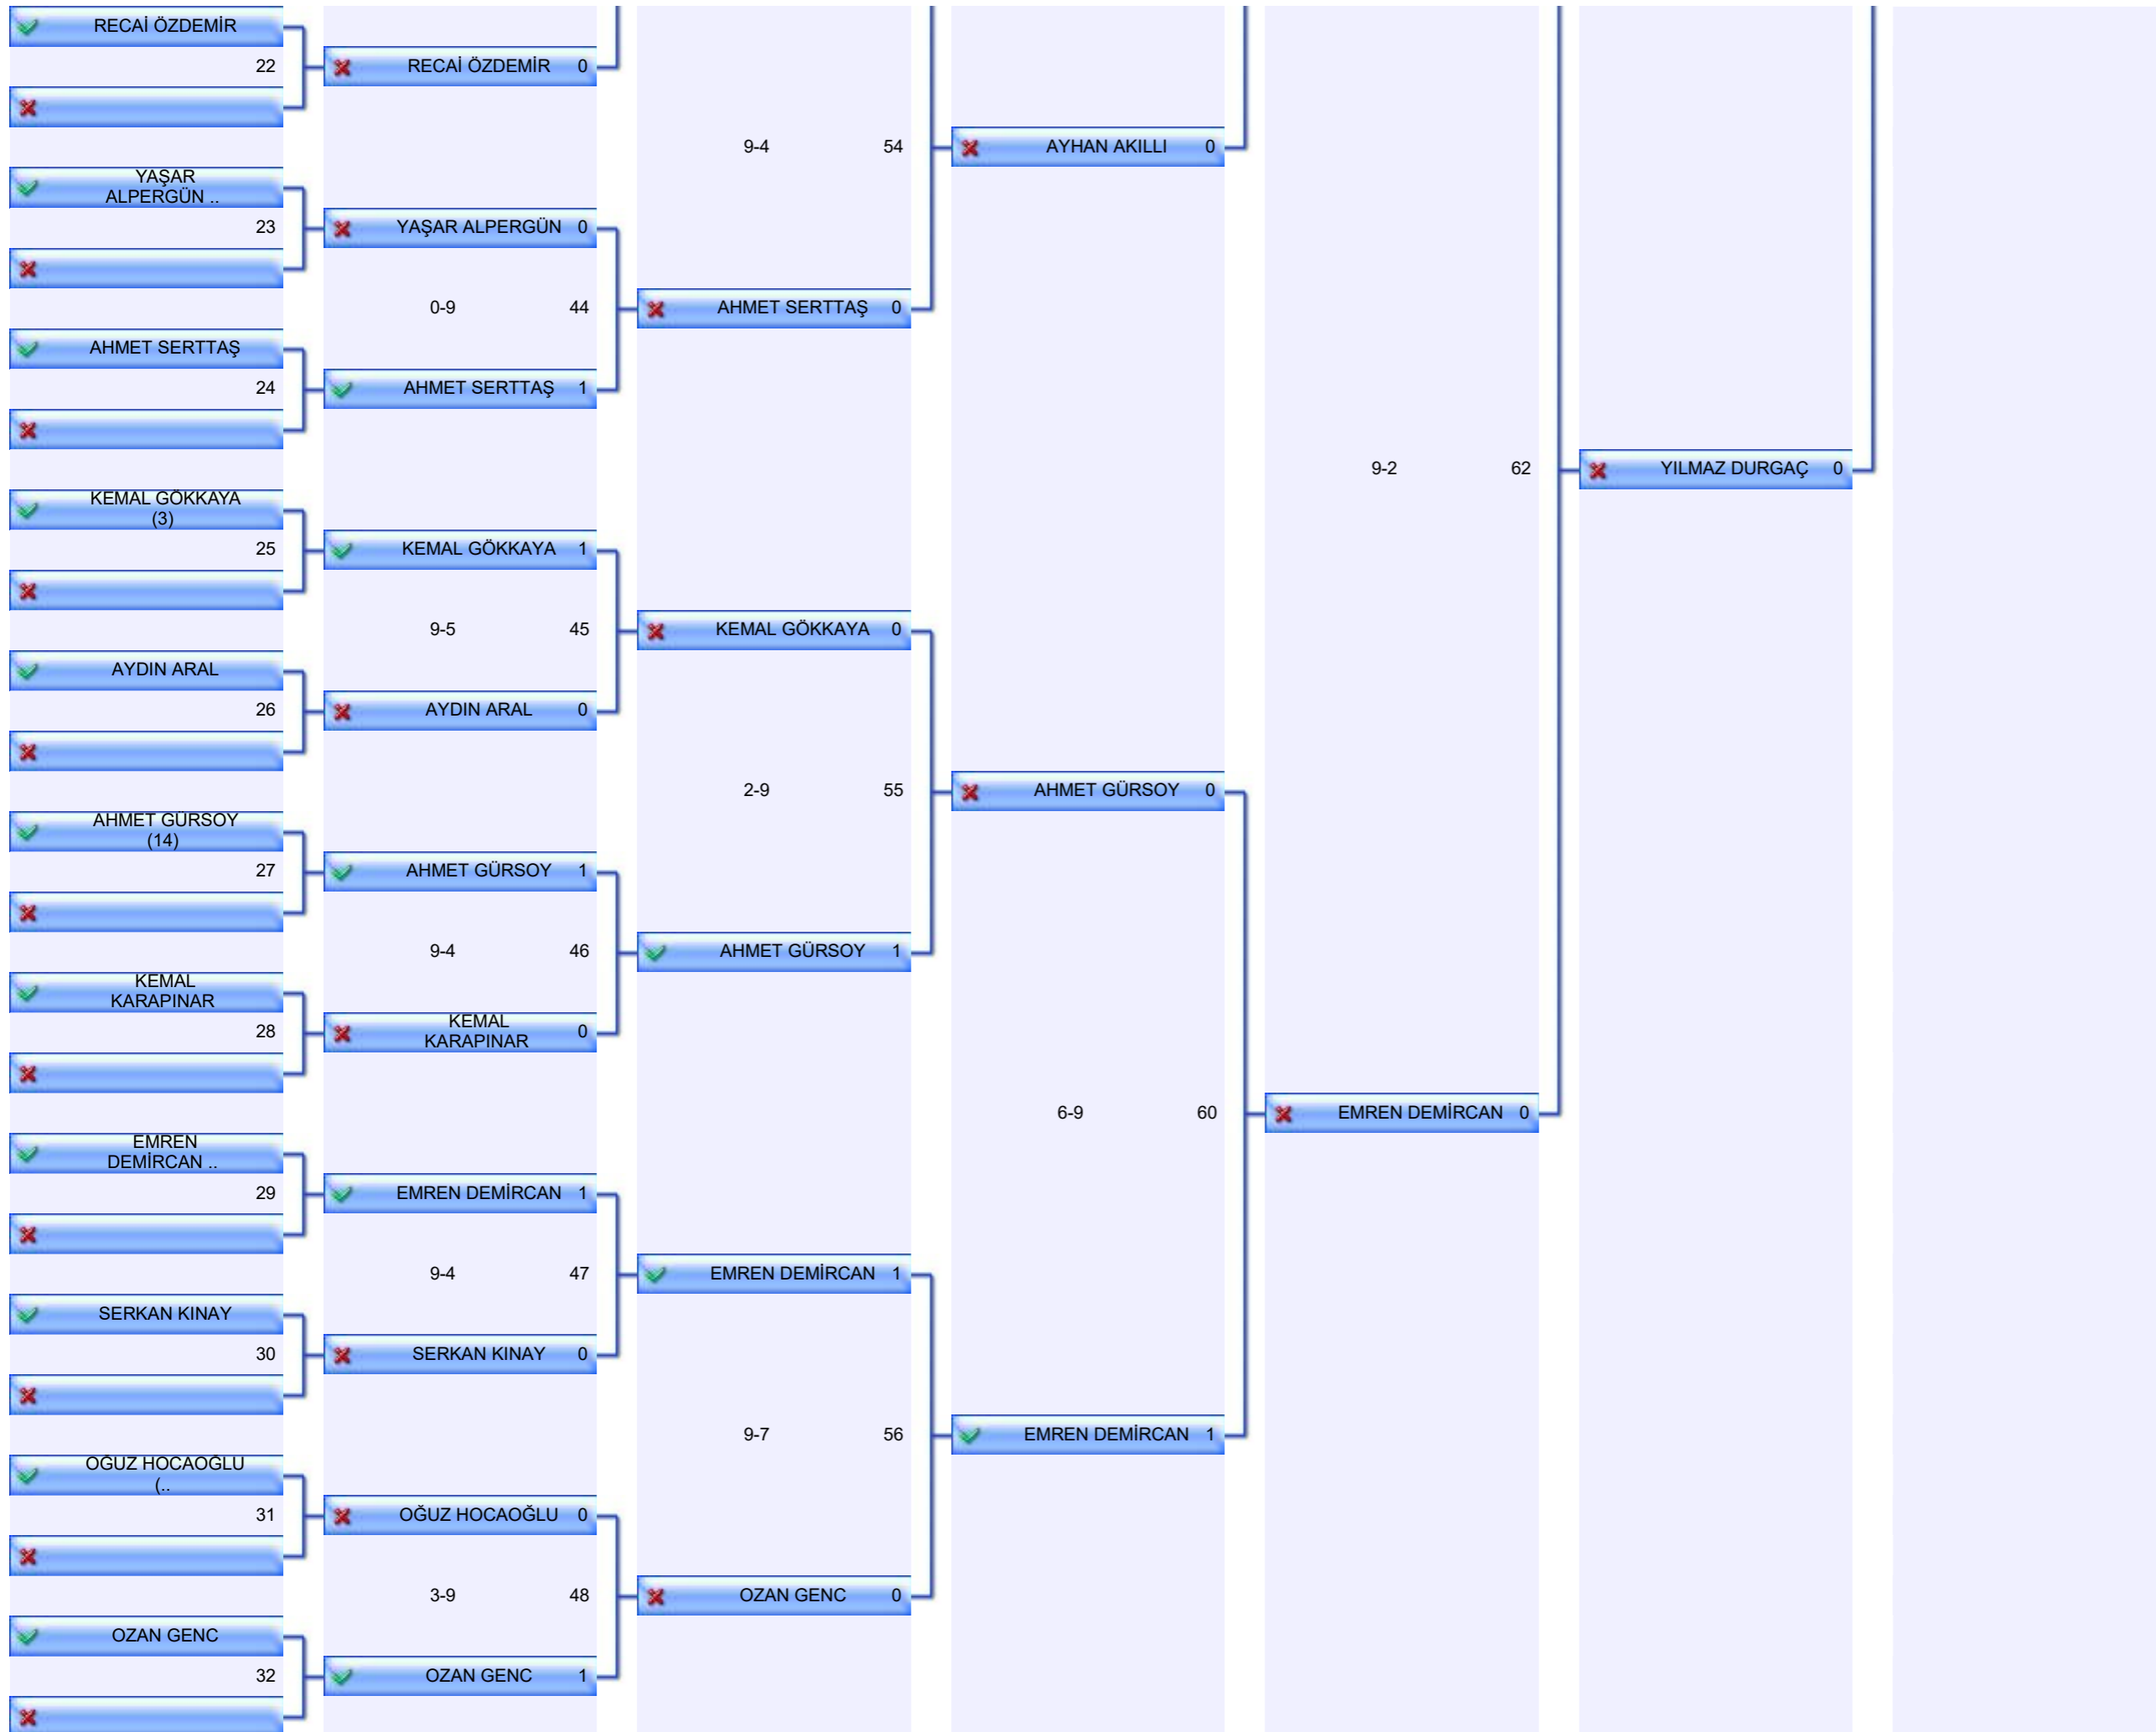 RECAİ ÖZDEMİR
22
RECAİ ÖZDEMİR 0
9-4 54
AYHAN AKILLI 0
YAŞAR
ALPERGÜN ..
23
YAŞAR ALPERGÜN 0
0-9 44
AHMET SERTTAŞ 0
AHMET SERTTAŞ
24
AHMET SERTTAŞ 1
9-2 62
YILMAZ DURGAÇ 0
KEMAL GÖKKAYA
(3)
25
KEMAL GÖKKAYA 1
9-5 45
KEMAL GÖKKAYA 0
AYDIN ARAL
26
AYDIN ARAL 0
2-9 55
AHMET GÜRSOY 0
AHMET GÜRSOY
(14)
27
AHMET GÜRSOY 1
9-4 46
AHMET GÜRSOY 1
KEMAL
KARAPINAR
28
KEMAL
KARAPINAR 0
6-9 60
EMREN DEMİRCAN 0
EMREN
DEMİRCAN ..
29
EMREN DEMİRCAN 1
9-4 47
EMREN DEMİRCAN 1
SERKAN KINAY
30
SERKAN KINAY 0
9-7 56
EMREN DEMİRCAN 1
OĞUZ HOCAOĞLU
(..
31
OĞUZ HOCAOĞLU 0
3-9 48
OZAN GENC 0
OZAN GENC
32
OZAN GENC 1